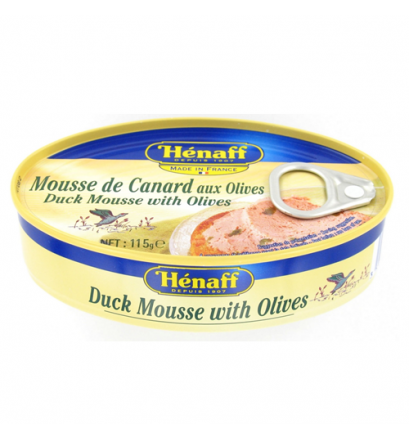 Hénaff
DEPUIS 1907
MADE IN FRANCE
Mousse de Canard aux Olives
Duck Mousse with Olives
NET : 115g
Hénaff
DEPUIS 1907
Duck Mousse with Olives